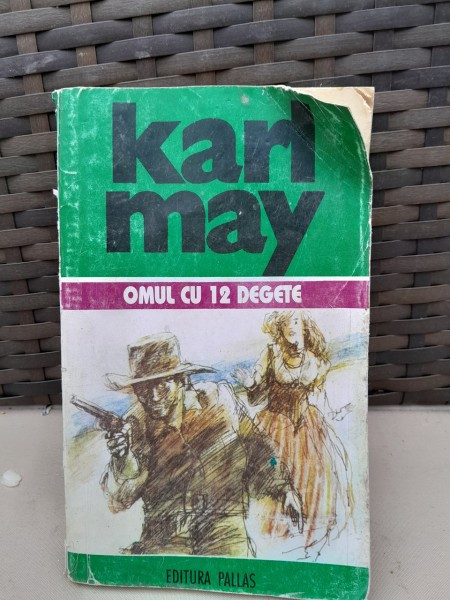 karl
may
OMUL CU 12 DEGETE
EDITURA PALLAS